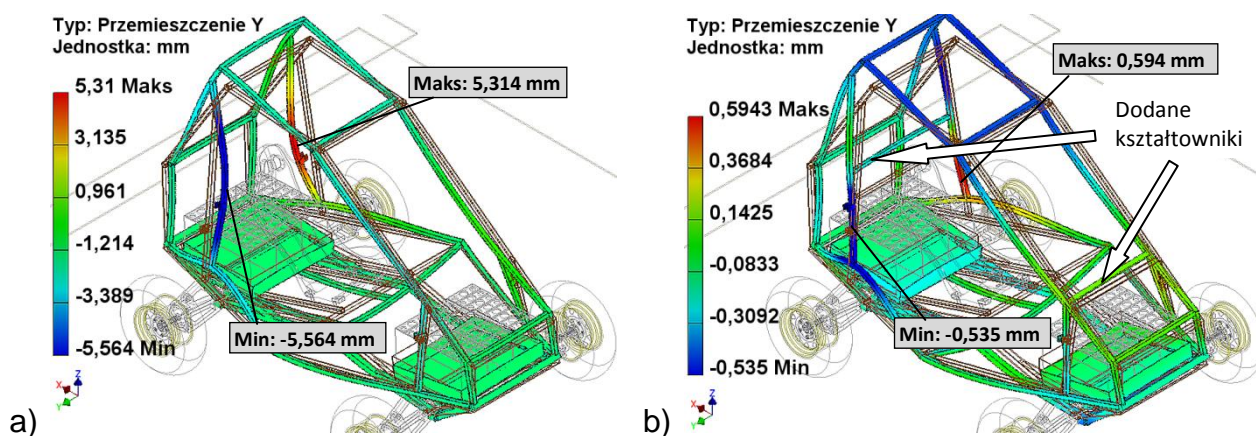 Typ: Przemieszczenie Y
Jednostka: mm
5,31 Maks
3,135
0,961
-1,214
-3,389
-5,564 Min
Maks: 5,314 mm
Min: -5,564 mm
X
Y
Z
a)
Typ: Przemieszczenie Y
Jednostka: mm
0,5943 Maks
0,3684
0,1425
-0,0833
-0,3092
-0,535 Min
Maks: 0,594 mm
Dodane
kształtowniki
Min: -0,535 mm
X
Y
Z
b)